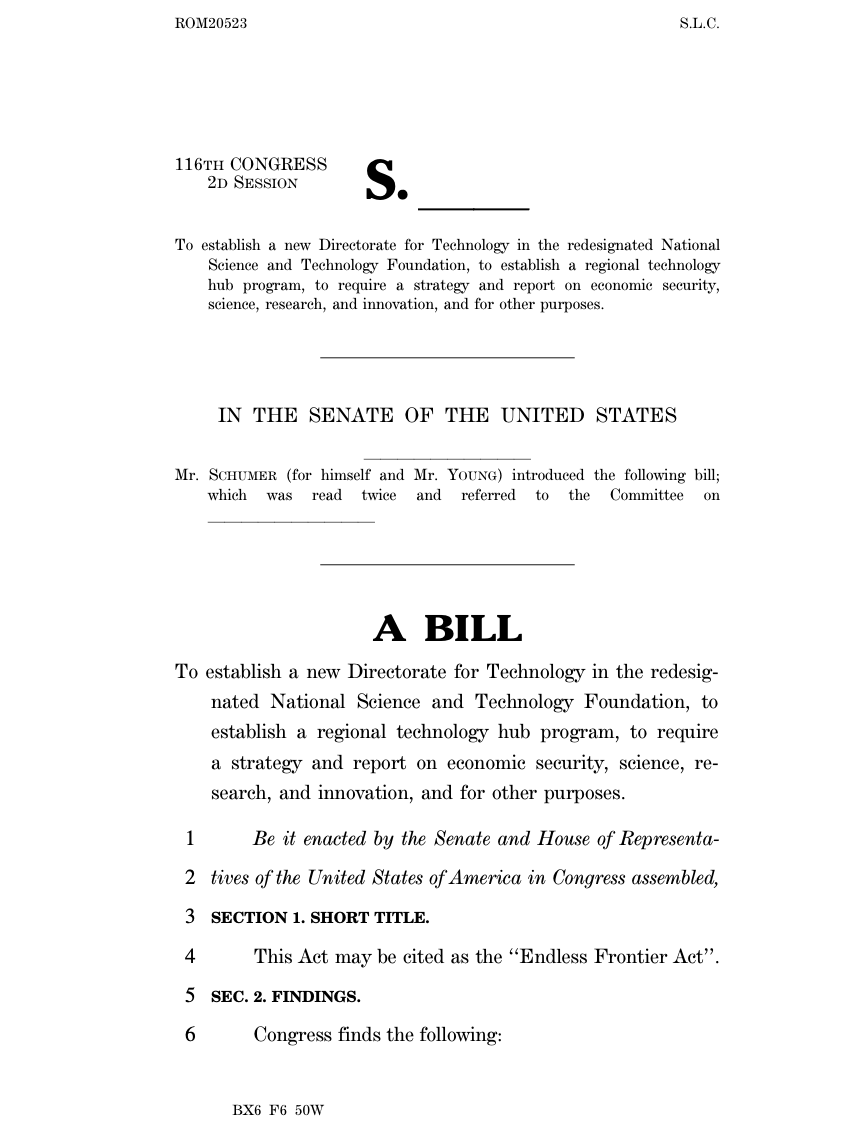 ROM20523 S.L.C.
116TH CONGRESS
2D SESSION
S. ______
To establish a new Directorate for Technology in the redesignated National
Science and Technology Foundation, to establish a regional technology
hub program, to require a strategy and report on economic security,
science, research, and innovation, and for other purposes.
IN THE SENATE OF THE UNITED STATES
Mr. SCHUMER (for himself and Mr. YOUNG) introduced the following bill;
which was read twice and referred to the Committee on
A BILL
To establish a new Directorate for Technology in the redesig-
nated National Science and Technology Foundation, to
establish a regional technology hub program, to require
a strategy and report on economic security, science, re-
search, and innovation, and for other purposes.
1 Be it enacted by the Senate and House of Representa-
2 tives of the United States of America in Congress assembled,
3 SECTION 1. SHORT TITLE.
4 This Act may be cited as the ‘‘Endless Frontier Act’’.
5 SEC. 2. FINDINGS.
6 Congress finds the following:
BX6 F6 50W